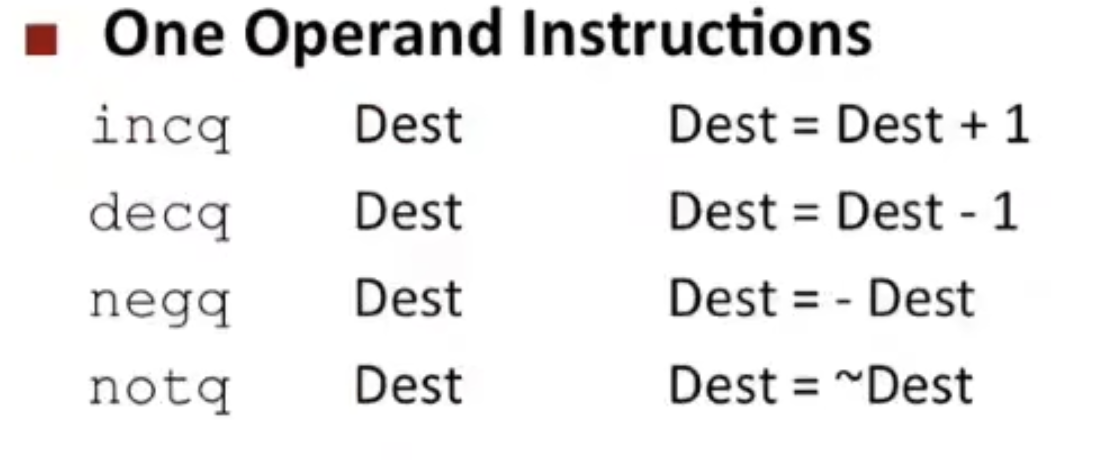 One Operand Instructions
incq Dest Dest = Dest + 1
decq Dest Dest = Dest - 1
negq Dest Dest = - Dest
notq Dest Dest = ~Dest